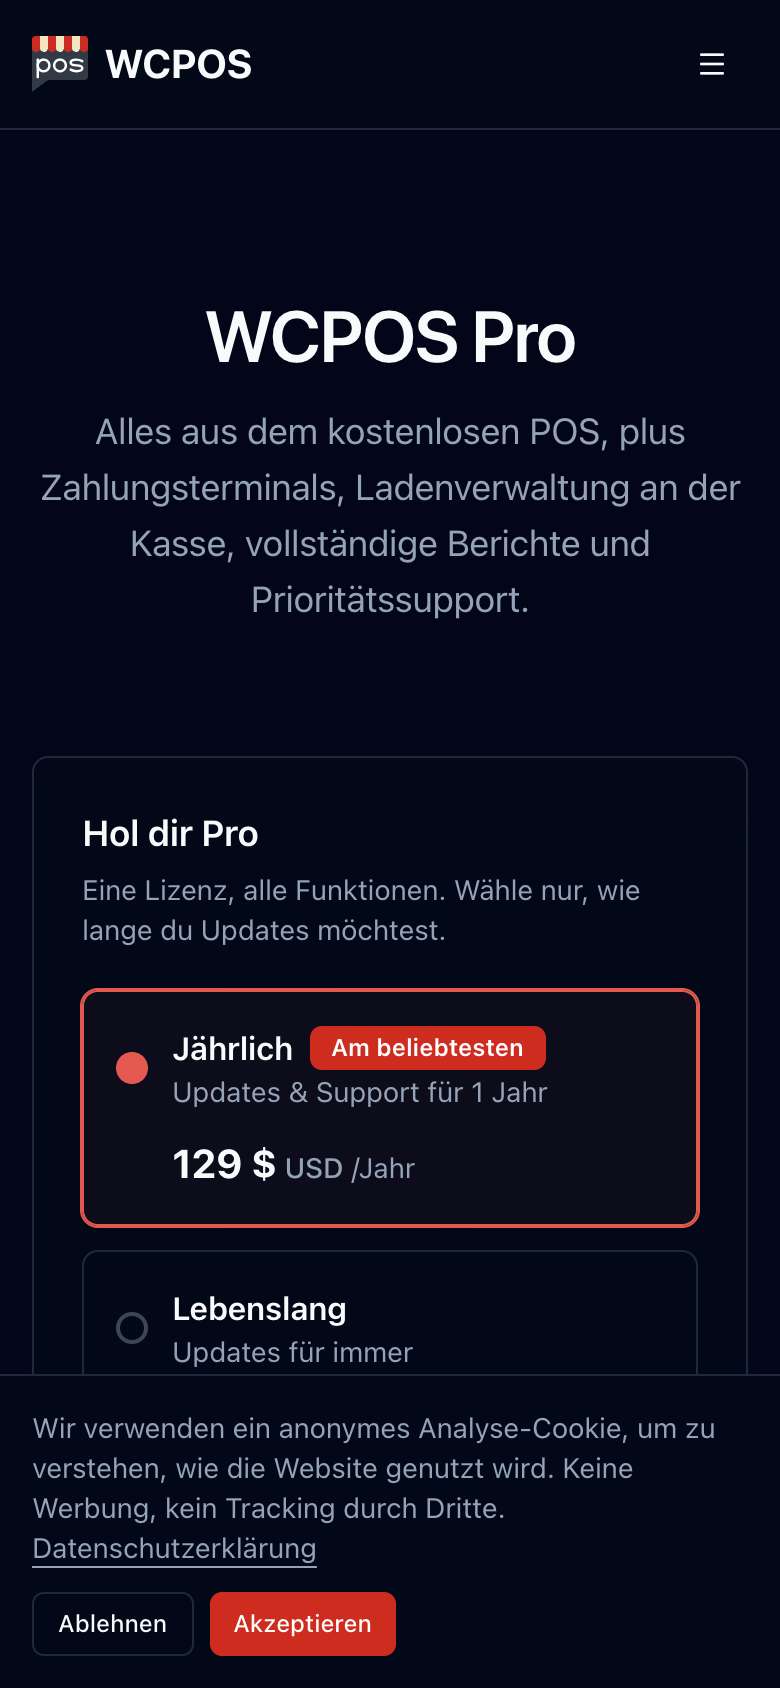 pos WCPOS
WCPOS Pro
Alles aus dem kostenlosen POS, plus
Zahlungsterminals, Ladenverwaltung an der
Kasse, vollständige Berichte und
Prioritätssupport.
Hol dir Pro
Eine Lizenz, alle Funktionen. Wähle nur, wie
lange du Updates möchtest.
Jährlich Am beliebtesten
Updates & Support für 1 Jahr
129 $ USD /Jahr
Lebenslang
Updates für immer
Wir verwenden ein anonymes Analyse-Cookie, um zu
verstehen, wie die Website genutzt wird. Keine
Werbung, kein Tracking durch Dritte.
Datenschutzerklärung
Ablehnen Akzeptieren